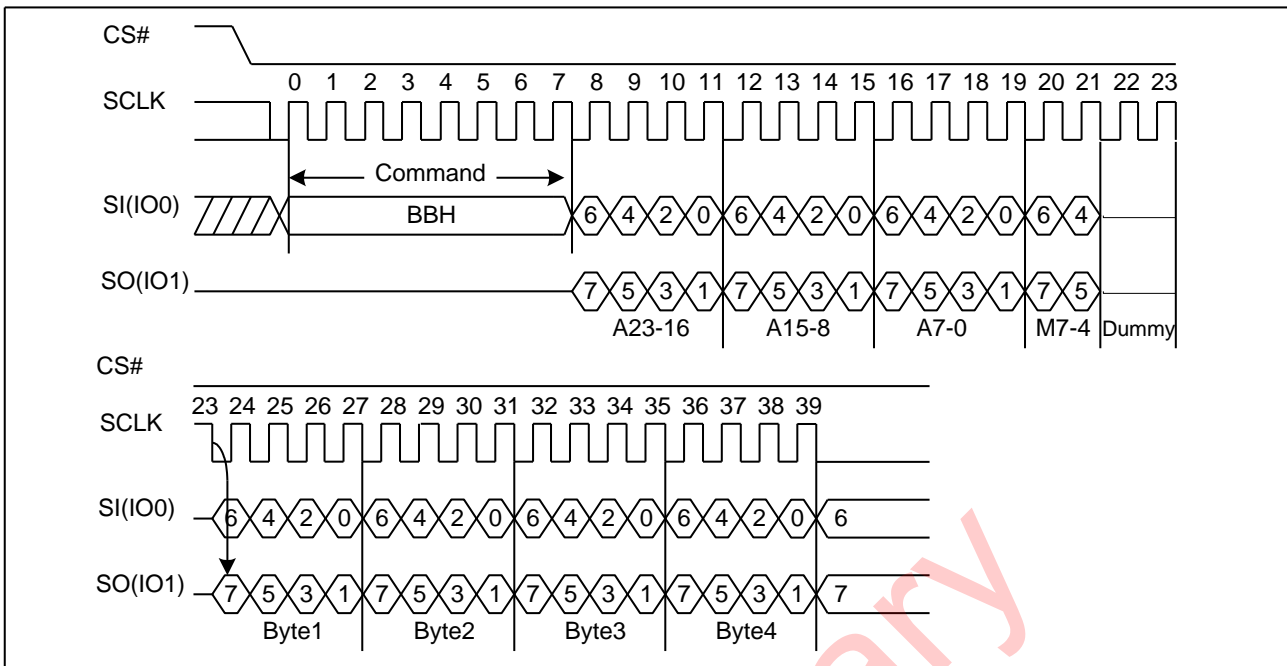 CS#
0 1 2 3 4 5 6 7 8 9 10 11 12 13 14 15 16 17 18 19 20 21 22 23
SCLK
Command
SI(IO0) BBH 6 4 2 0 6 4 2 0 6 4 2 0 6 4
SO(IO1) 7 5 3 1 7 5 3 1 7 5 3 1 7 5
A23-16 A15-8 A7-0 M7-4 Dummy
CS#
23 24 25 26 27 28 29 30 31 32 33 34 35 36 37 38 39
SCLK
SI(IO0) 6 4 2 0 6 4 2 0 6 4 2 0 6 4 2 0 6
SO(IO1) 7 5 3 1 7 5 3 1 7 5 3 1 7 5 3 1 7
Byte1 Byte2 Byte3 Byte4
ary